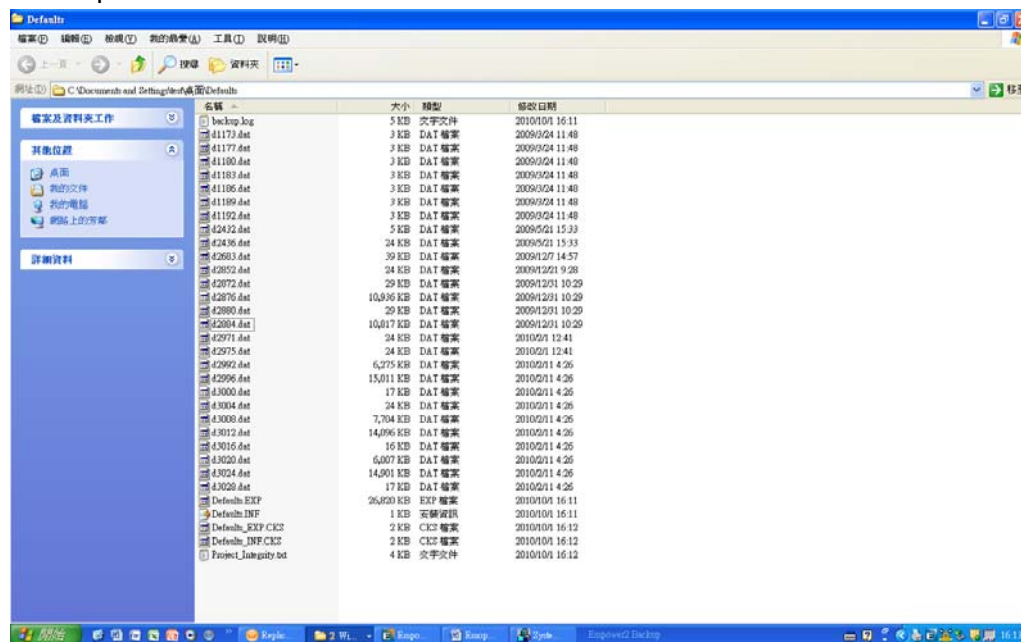 Defaults
檔案(F) 編輯(E) 檢視(V) 我的最愛(A) 工具(T) 說明(H)
上一頁 搜尋 資料夾
網址(D) C:\Documents and Settings\test\桌面\Defaults 移至
檔案及資料夾工作
其他位置
桌面
我的文件
我的電腦
網路上的芳鄰
詳細資料
名稱 大小 類型 修改日期
backup.log 5 KB 文字文件 2010/10/1 16:11
d1173.dat 3 KB DAT 檔案 2009/3/24 11:48
d1177.dat 3 KB DAT 檔案 2009/3/24 11:48
d1180.dat 3 KB DAT 檔案 2009/3/24 11:48
d1183.dat 3 KB DAT 檔案 2009/3/24 11:48
d1186.dat 3 KB DAT 檔案 2009/3/24 11:48
d1189.dat 3 KB DAT 檔案 2009/3/24 11:48
d1192.dat 3 KB DAT 檔案 2009/3/24 11:48
d2432.dat 5 KB DAT 檔案 2009/5/21 15:33
d2436.dat 24 KB DAT 檔案 2009/5/21 15:33
d2683.dat 39 KB DAT 檔案 2009/12/7 14:57
d2852.dat 24 KB DAT 檔案 2009/12/21 9:28
d2872.dat 29 KB DAT 檔案 2009/12/31 10:29
d2876.dat 10,936 KB DAT 檔案 2009/12/31 10:29
d2880.dat 29 KB DAT 檔案 2009/12/31 10:29
d2884.dat 10,817 KB DAT 檔案 2009/12/31 10:29
d2971.dat 24 KB DAT 檔案 2010/2/1 12:41
d2975.dat 24 KB DAT 檔案 2010/2/1 12:41
d2992.dat 6,275 KB DAT 檔案 2010/2/11 4:26
d2996.dat 15,011 KB DAT 檔案 2010/2/11 4:26
d3000.dat 17 KB DAT 檔案 2010/2/11 4:26
d3004.dat 24 KB DAT 檔案 2010/2/11 4:26
d3008.dat 7,704 KB DAT 檔案 2010/2/11 4:26
d3012.dat 14,096 KB DAT 檔案 2010/2/11 4:26
d3016.dat 16 KB DAT 檔案 2010/2/11 4:26
d3020.dat 6,007 KB DAT 檔案 2010/2/11 4:26
d3024.dat 14,901 KB DAT 檔案 2010/2/11 4:26
d3028.dat 17 KB DAT 檔案 2010/2/11 4:26
Defaults.EXP 26,820 KB EXP 檔案 2010/10/1 16:11
Defaults.INF 1 KB 安裝資訊 2010/10/1 16:11
Defaults_EXP.CKS 2 KB CKS 檔案 2010/10/1 16:12
Defaults_INF.CKS 2 KB CKS 檔案 2010/10/1 16:12
Project_Integrity.txt 4 KB 文字文件 2010/10/1 16:12
開始 Replic... 2 Wi... Empo... Empo... Syste... Empower2 Backup